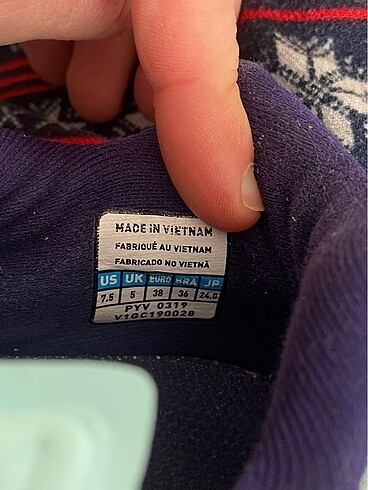 MADE IN VIETNAM
FABRIQUÉ AU VIETNAM
FABRICADO NO VIETNÃ
US UK EURO BRA JP
7.5 5 38 36 24.0
PYV 0319
V1GC190028